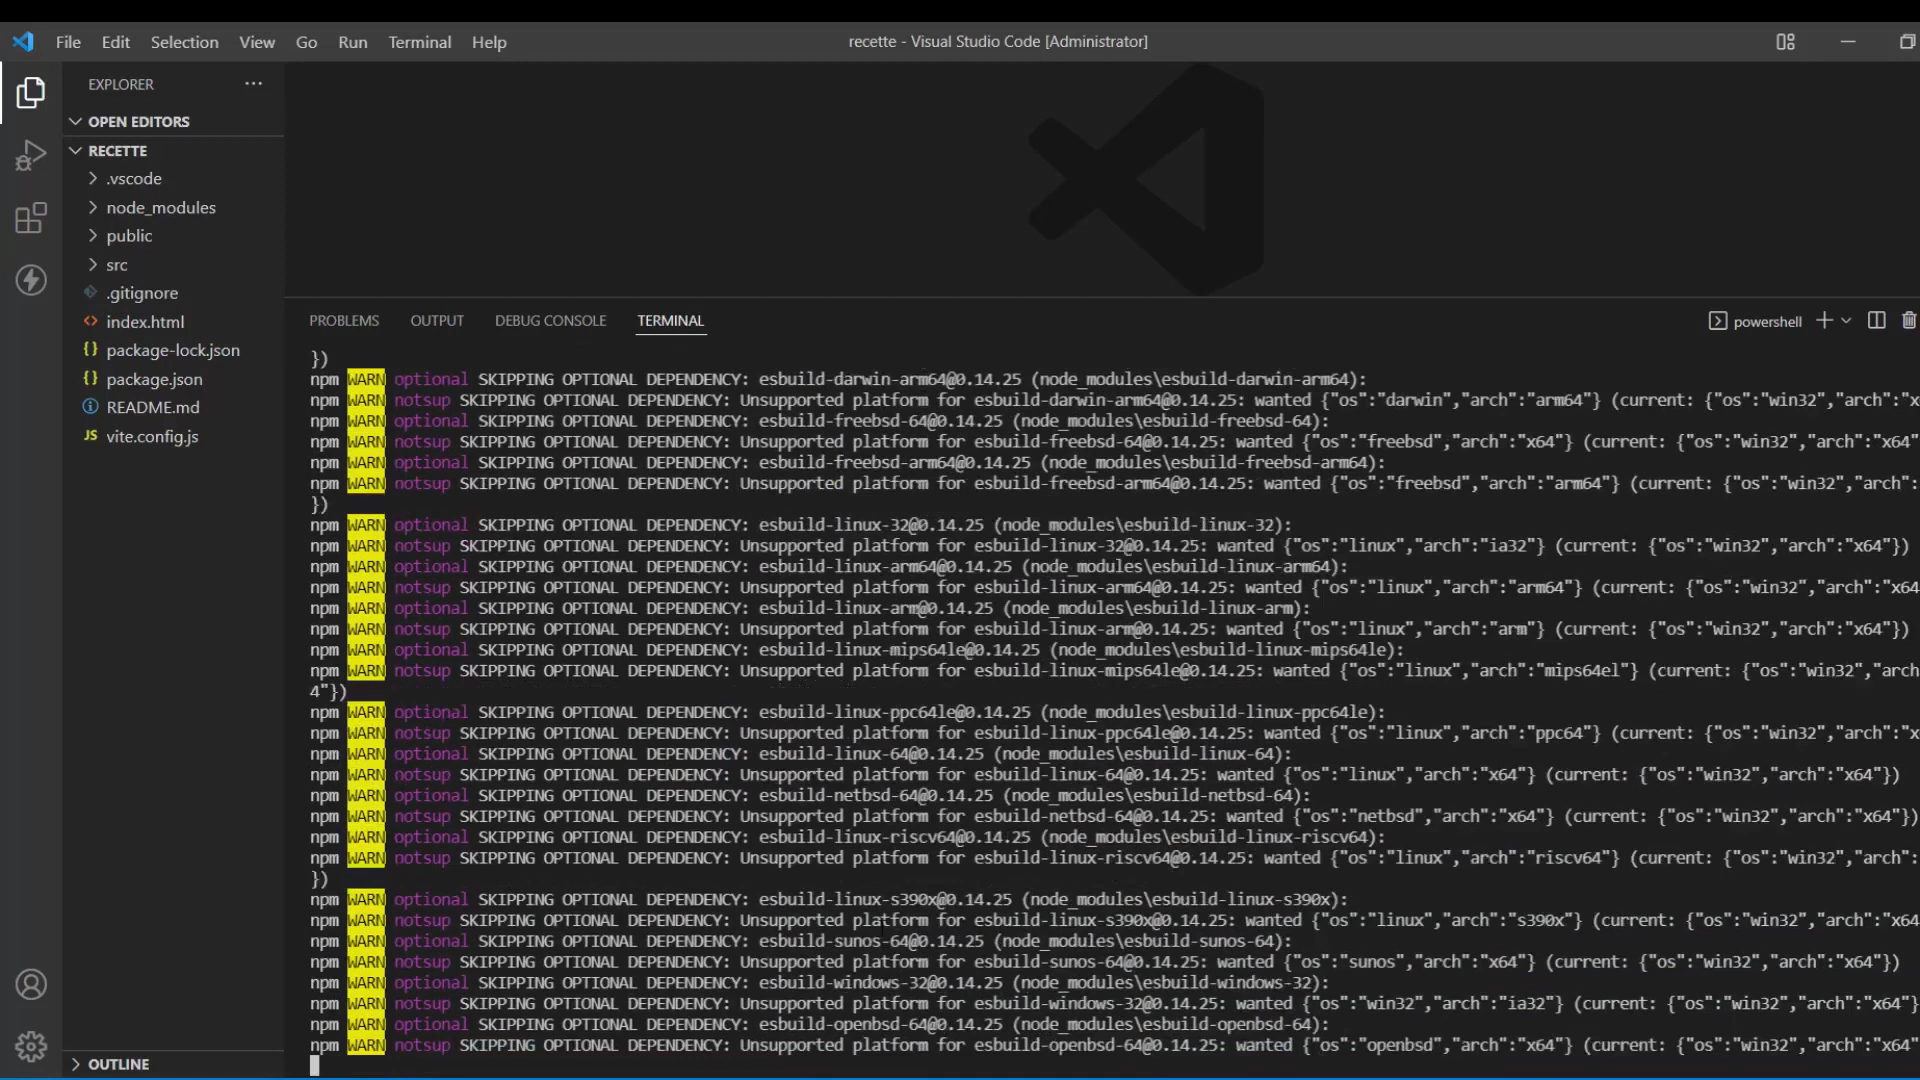 File Edit Selection View Go Run Terminal Help
recette - Visual Studio Code [Administrator]
EXPLORER
OPEN EDITORS
RECETTE
.vscode
node_modules
public
src
.gitignore
index.html
package-lock.json
package.json
README.md
JS vite.config.js
OUTLINE
PROBLEMS OUTPUT DEBUG CONSOLE TERMINAL
powershell
})
npm WARN optional SKIPPING OPTIONAL DEPENDENCY: esbuild-darwin-arm64@0.14.25 (node_modules\esbuild-darwin-arm64):
npm WARN notsup SKIPPING OPTIONAL DEPENDENCY: Unsupported platform for esbuild-darwin-arm64@0.14.25: wanted {"os":"darwin","arch":"arm64"} (current: {"os":"win32","arch":"x
npm WARN optional SKIPPING OPTIONAL DEPENDENCY: esbuild-freebsd-64@0.14.25 (node_modules\esbuild-freebsd-64):
npm WARN notsup SKIPPING OPTIONAL DEPENDENCY: Unsupported platform for esbuild-freebsd-64@0.14.25: wanted {"os":"freebsd","arch":"x64"} (current: {"os":"win32","arch":"x64"
npm WARN optional SKIPPING OPTIONAL DEPENDENCY: esbuild-freebsd-arm64@0.14.25 (node_modules\esbuild-freebsd-arm64):
npm WARN notsup SKIPPING OPTIONAL DEPENDENCY: Unsupported platform for esbuild-freebsd-arm64@0.14.25: wanted {"os":"freebsd","arch":"arm64"} (current: {"os":"win32","arch":
})
npm WARN optional SKIPPING OPTIONAL DEPENDENCY: esbuild-linux-32@0.14.25 (node_modules\esbuild-linux-32):
npm WARN notsup SKIPPING OPTIONAL DEPENDENCY: Unsupported platform for esbuild-linux-32@0.14.25: wanted {"os":"linux","arch":"ia32"} (current: {"os":"win32","arch":"x64"})
npm WARN optional SKIPPING OPTIONAL DEPENDENCY: esbuild-linux-arm64@0.14.25 (node_modules\esbuild-linux-arm64):
npm WARN notsup SKIPPING OPTIONAL DEPENDENCY: Unsupported platform for esbuild-linux-arm64@0.14.25: wanted {"os":"linux","arch":"arm64"} (current: {"os":"win32","arch":"x64
npm WARN optional SKIPPING OPTIONAL DEPENDENCY: esbuild-linux-arm@0.14.25 (node_modules\esbuild-linux-arm):
npm WARN notsup SKIPPING OPTIONAL DEPENDENCY: Unsupported platform for esbuild-linux-arm@0.14.25: wanted {"os":"linux","arch":"arm"} (current: {"os":"win32","arch":"x64"})
npm WARN optional SKIPPING OPTIONAL DEPENDENCY: esbuild-linux-mips64le@0.14.25 (node_modules\esbuild-linux-mips64le):
npm WARN notsup SKIPPING OPTIONAL DEPENDENCY: Unsupported platform for esbuild-linux-mips64le@0.14.25: wanted {"os":"linux","arch":"mips64el"} (current: {"os":"win32","arch
4"})
npm WARN optional SKIPPING OPTIONAL DEPENDENCY: esbuild-linux-ppc64le@0.14.25 (node_modules\esbuild-linux-ppc64le):
npm WARN notsup SKIPPING OPTIONAL DEPENDENCY: Unsupported platform for esbuild-linux-ppc64le@0.14.25: wanted {"os":"linux","arch":"ppc64"} (current: {"os":"win32","arch":"x
npm WARN optional SKIPPING OPTIONAL DEPENDENCY: esbuild-linux-64@0.14.25 (node_modules\esbuild-linux-64):
npm WARN notsup SKIPPING OPTIONAL DEPENDENCY: Unsupported platform for esbuild-linux-64@0.14.25: wanted {"os":"linux","arch":"x64"} (current: {"os":"win32","arch":"x64"})
npm WARN optional SKIPPING OPTIONAL DEPENDENCY: esbuild-netbsd-64@0.14.25 (node_modules\esbuild-netbsd-64):
npm WARN notsup SKIPPING OPTIONAL DEPENDENCY: Unsupported platform for esbuild-netbsd-64@0.14.25: wanted {"os":"netbsd","arch":"x64"} (current: {"os":"win32","arch":"x64"})
npm WARN optional SKIPPING OPTIONAL DEPENDENCY: esbuild-linux-riscv64@0.14.25 (node_modules\esbuild-linux-riscv64):
npm WARN notsup SKIPPING OPTIONAL DEPENDENCY: Unsupported platform for esbuild-linux-riscv64@0.14.25: wanted {"os":"linux","arch":"riscv64"} (current: {"os":"win32","arch":
})
npm WARN optional SKIPPING OPTIONAL DEPENDENCY: esbuild-linux-s390x@0.14.25 (node_modules\esbuild-linux-s390x):
npm WARN notsup SKIPPING OPTIONAL DEPENDENCY: Unsupported platform for esbuild-linux-s390x@0.14.25: wanted {"os":"linux","arch":"s390x"} (current: {"os":"win32","arch":"x64
npm WARN optional SKIPPING OPTIONAL DEPENDENCY: esbuild-sunos-64@0.14.25 (node_modules\esbuild-sunos-64):
npm WARN notsup SKIPPING OPTIONAL DEPENDENCY: Unsupported platform for esbuild-sunos-64@0.14.25: wanted {"os":"sunos","arch":"x64"} (current: {"os":"win32","arch":"x64"})
npm WARN optional SKIPPING OPTIONAL DEPENDENCY: esbuild-windows-32@0.14.25 (node_modules\esbuild-windows-32):
npm WARN notsup SKIPPING OPTIONAL DEPENDENCY: Unsupported platform for esbuild-windows-32@0.14.25: wanted {"os":"win32","arch":"ia32"} (current: {"os":"win32","arch":"x64"}
npm WARN optional SKIPPING OPTIONAL DEPENDENCY: esbuild-openbsd-64@0.14.25 (node_modules\esbuild-openbsd-64):
npm WARN notsup SKIPPING OPTIONAL DEPENDENCY: Unsupported platform for esbuild-openbsd-64@0.14.25: wanted {"os":"openbsd","arch":"x64"} (current: {"os":"win32","arch":"x64"